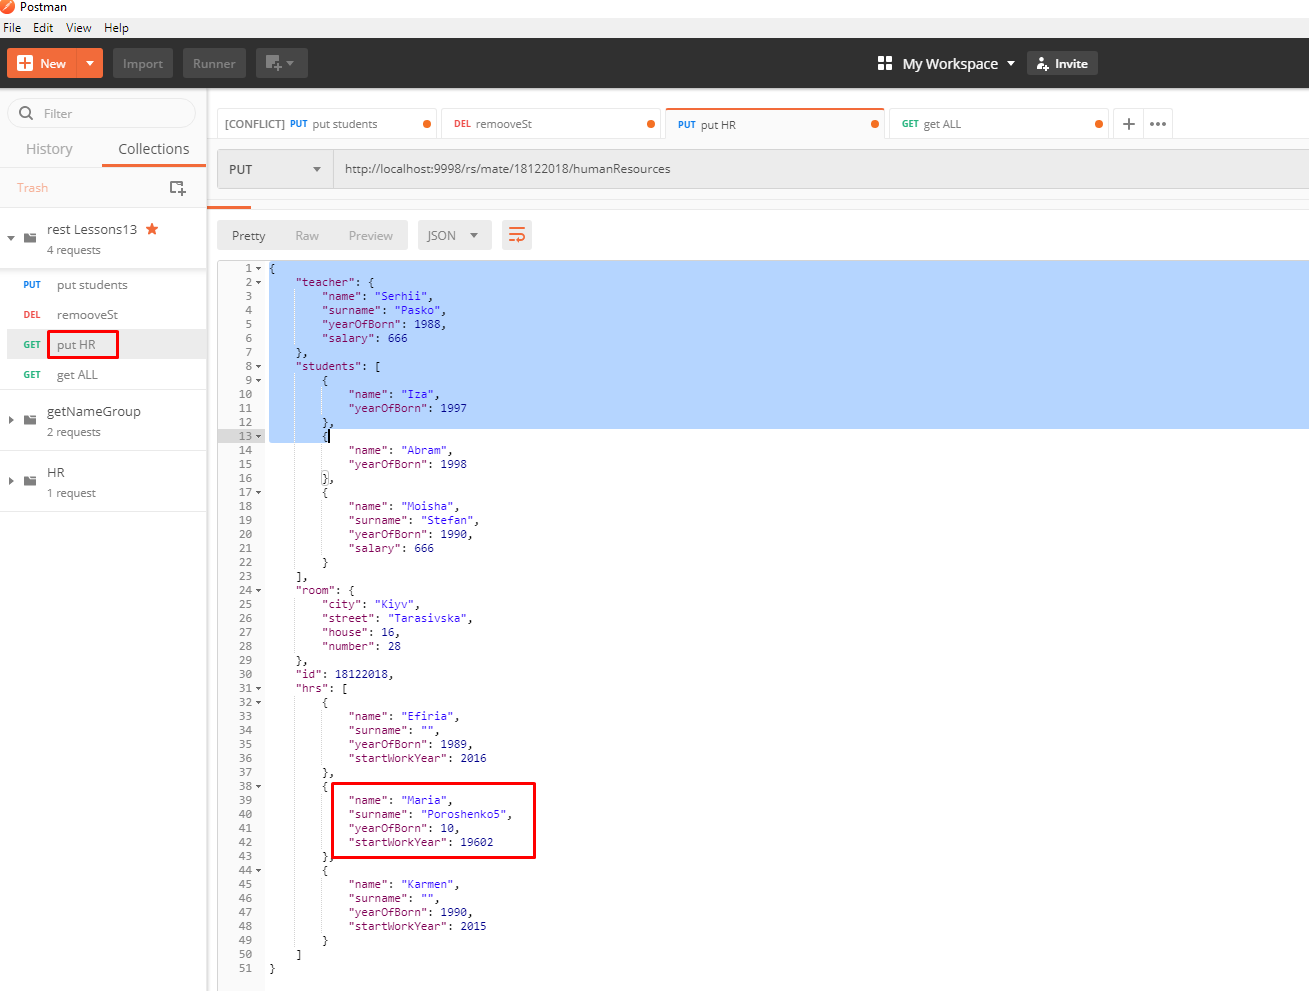 Postman
File Edit View Help
New Import Runner My Workspace Invite
Filter
History Collections
Trash
rest Lessons13
4 requests
PUT put students
DEL remooveSt
GET put HR
GET get ALL
getNameGroup
2 requests
HR
1 request
[CONFLICT] PUT put students DEL remooveSt PUT put HR GET get ALL
PUT http://localhost:9998/rs/mate/18122018/humanResources
Pretty Raw Preview JSON
1 {
2 "teacher": {
3 "name": "Serhii",
4 "surname": "Pasko",
5 "yearOfBorn": 1988,
6 "salary": 666
7 },
8 "students": [
9 {
10 "name": "Iza",
11 "yearOfBorn": 1997
12 },
13 {
14 "name": "Abram",
15 "yearOfBorn": 1998
16 },
17 {
18 "name": "Moisha",
19 "surname": "Stefan",
20 "yearOfBorn": 1990,
21 "salary": 666
22 }
23 ],
24 "room": {
25 "city": "Kiyv",
26 "street": "Tarasivska",
27 "house": 16,
28 "number": 28
29 },
30 "id": 18122018,
31 "hrs": [
32 {
33 "name": "Efiria",
34 "surname": "",
35 "yearOfBorn": 1989,
36 "startWorkYear": 2016
37 },
38 {
39 "name": "Maria",
40 "surname": "Poroshenko5",
41 "yearOfBorn": 10,
42 "startWorkYear": 19602
43 },
44 {
45 "name": "Karmen",
46 "surname": "",
47 "yearOfBorn": 1990,
48 "startWorkYear": 2015
49 }
50 ]
51 }